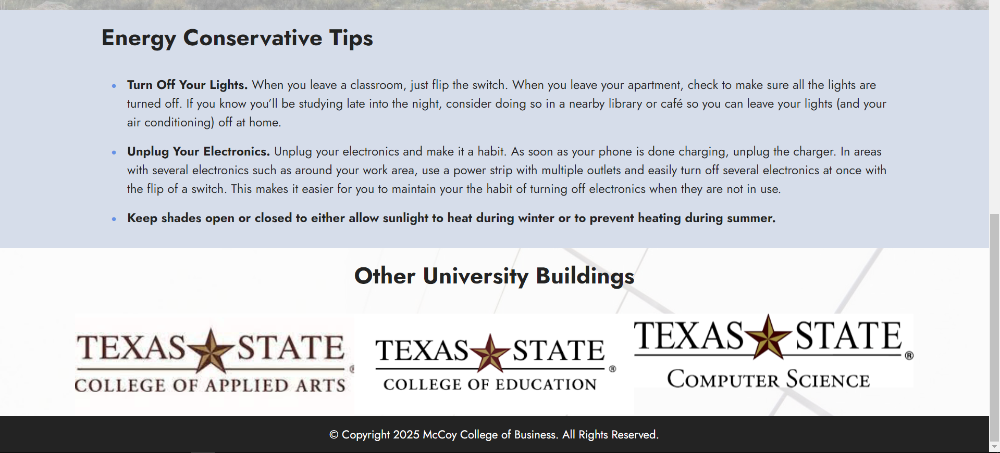 Energy Conservative Tips
Turn Off Your Lights. When you leave a classroom, just flip the switch. When you leave your apartment, check to make sure all the lights are
turned off. If you know you’ll be studying late into the night, consider doing so in a nearby library or café so you can leave your lights (and your
air conditioning) off at home.
Unplug Your Electronics. Unplug your electronics and make it a habit. As soon as your phone is done charging, unplug the charger. In areas
with several electronics such as around your work area, use a power strip with multiple outlets and easily turn off several electronics at once with
the flip of a switch. This makes it easier for you to maintain your the habit of turning off electronics when they are not in use.
Keep shades open or closed to either allow sunlight to heat during winter or to prevent heating during summer.
Other University Buildings
TEXAS STATE ®
COLLEGE OF APPLIED ARTS
TEXAS STATE ®
COLLEGE OF EDUCATION
TEXAS STATE ®
COMPUTER SCIENCE
© Copyright 2025 McCoy College of Business. All Rights Reserved.